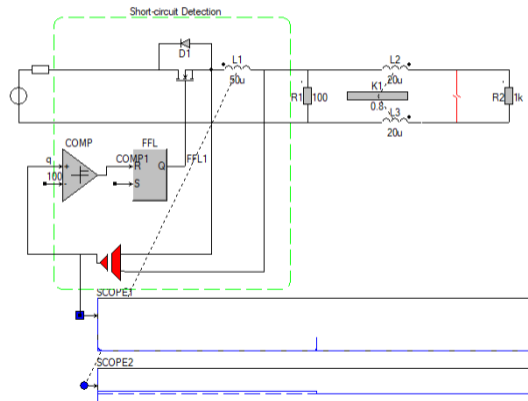 Short-circuit Detection
D1
L1
50u
L2
20u
R1
100
K1
0.8
L3
20u
R2
1k
COMP
FFL
q
COMP1
R
Q
FFL1
100
S
+
-
SCOPE1
SCOPE2